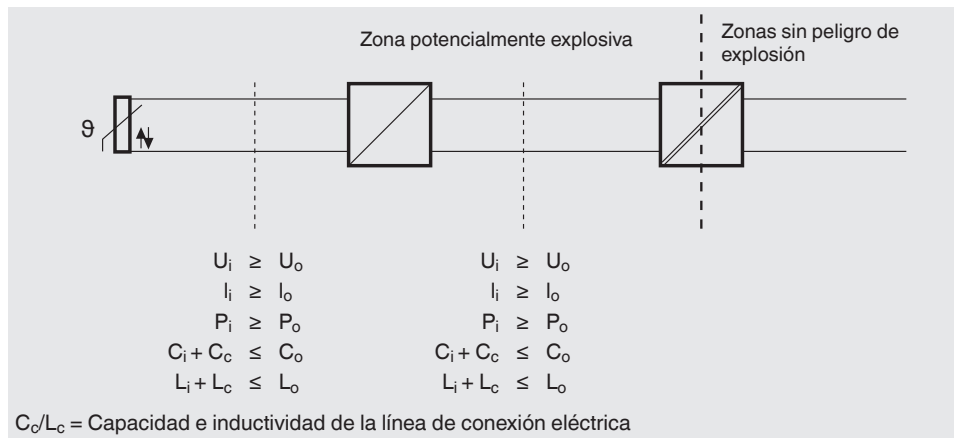 Zona potencialmente explosiva
Zonas sin peligro de
explosión
ϑ
Uᵢ ≥ Uₒ
Iᵢ ≥ Iₒ
Pᵢ ≥ Pₒ
Cᵢ + C꜀ ≤ Cₒ
Lᵢ + L꜀ ≤ Lₒ
Uᵢ ≥ Uₒ
Iᵢ ≥ Iₒ
Pᵢ ≥ Pₒ
Cᵢ + C꜀ ≤ Cₒ
Lᵢ + L꜀ ≤ Lₒ
C꜀/L꜀ = Capacidad e inductividad de la línea de conexión eléctrica